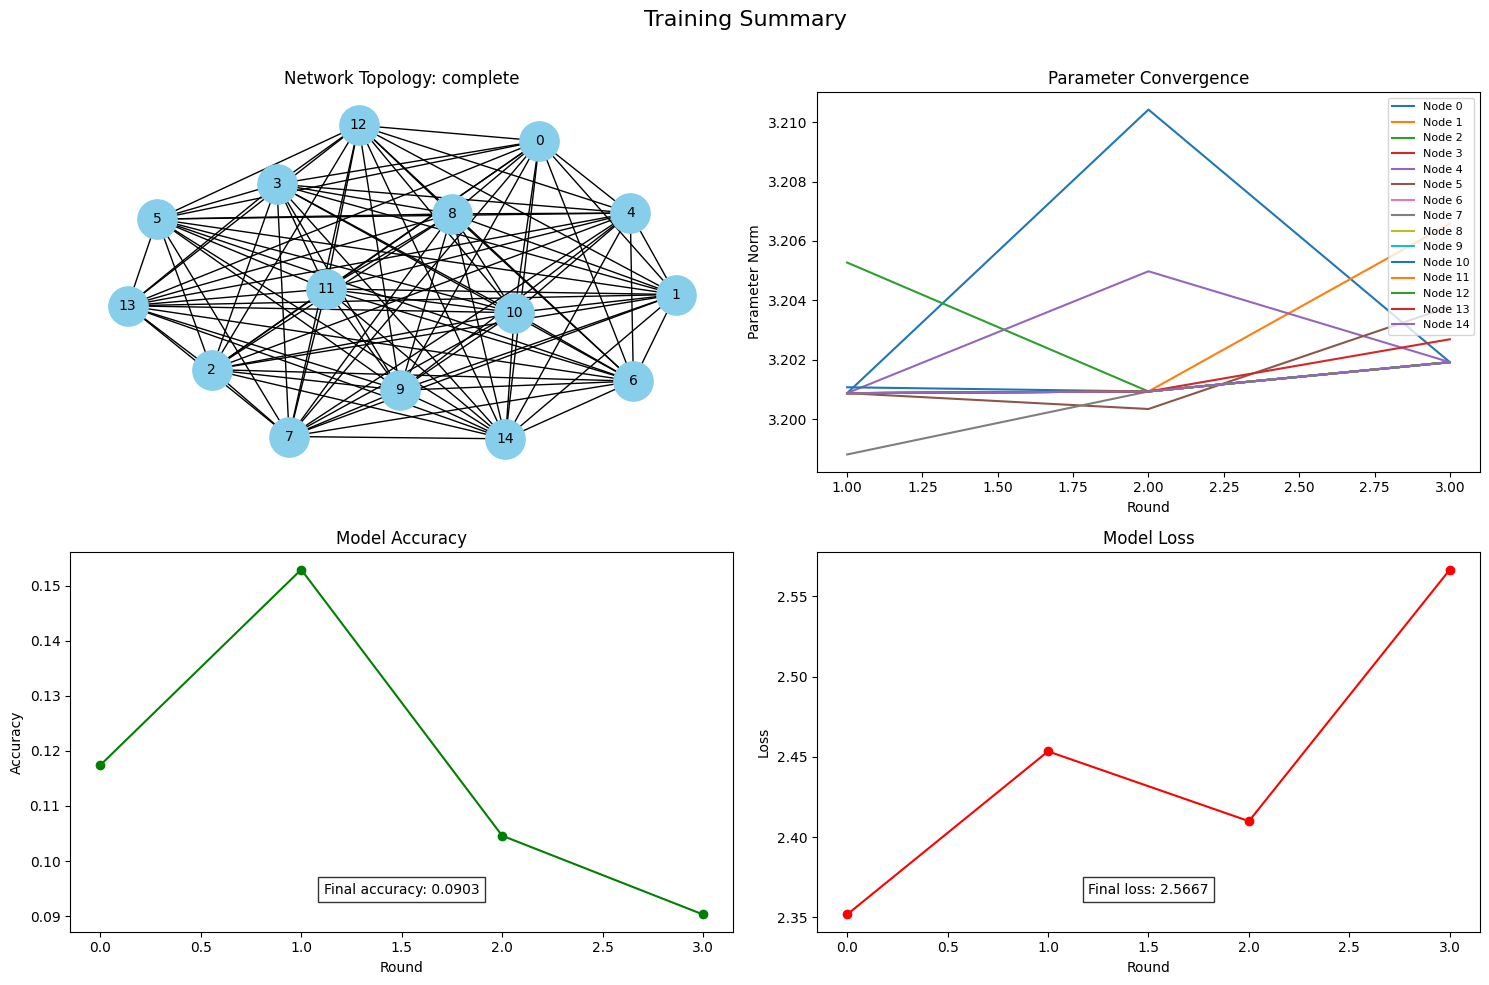 Training Summary
Network Topology: complete
12
0
3
4
5
8
11
1
13
10
2
6
9
7
14
Parameter Convergence
Parameter Norm
3.210
3.208
3.206
3.204
3.202
3.200
Node 0
Node 1
Node 2
Node 3
Node 4
Node 5
Node 6
Node 7
Node 8
Node 9
Node 10
Node 11
Node 12
Node 13
Node 14
1.00 1.25 1.50 1.75 2.00 2.25 2.50 2.75 3.00
Round
Model Accuracy
Accuracy
0.15
0.14
0.13
0.12
0.11
0.10
0.09
Final accuracy: 0.0903
0.0 0.5 1.0 1.5 2.0 2.5 3.0
Round
Model Loss
Loss
2.55
2.50
2.45
2.40
2.35
Final loss: 2.5667
0.0 0.5 1.0 1.5 2.0 2.5 3.0
Round